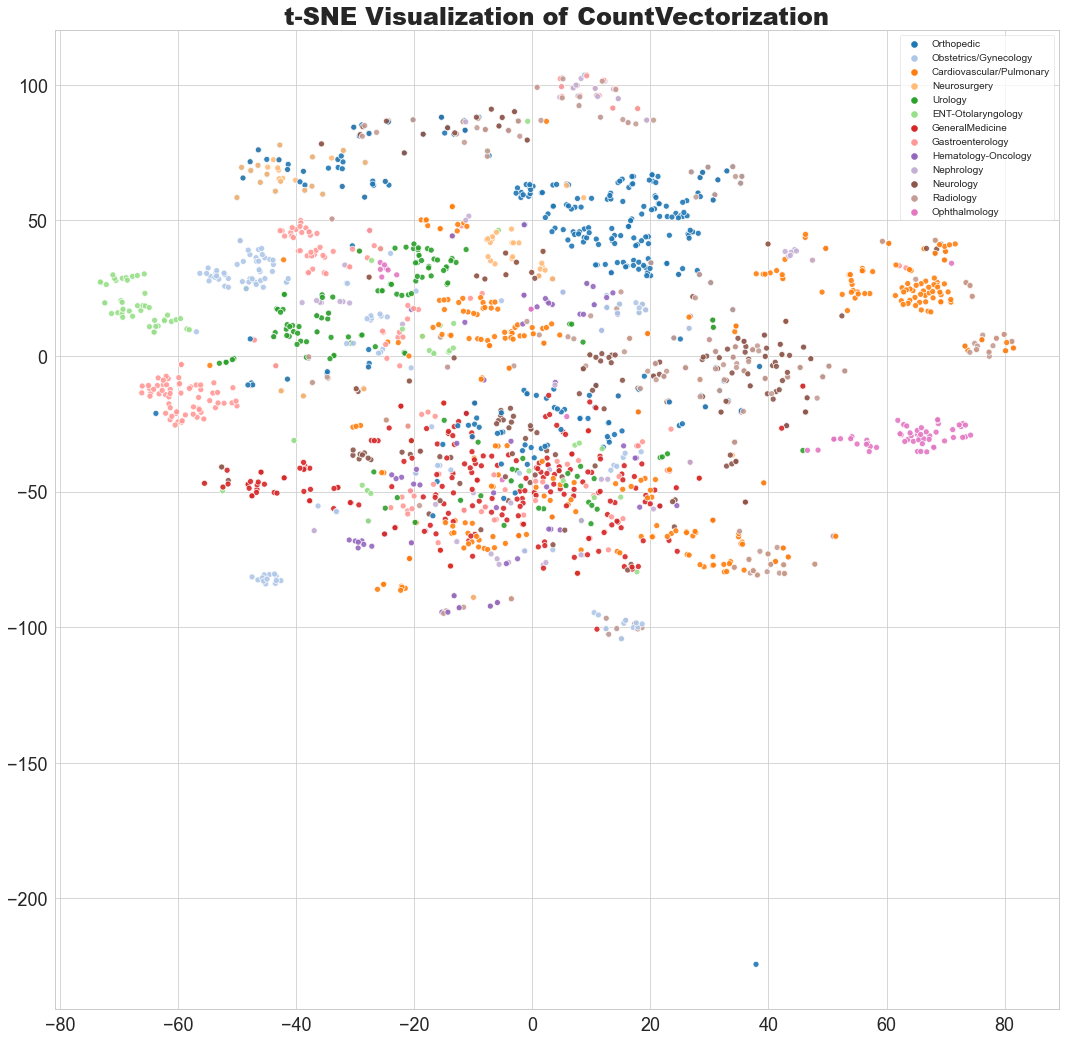 t-SNE Visualization of CountVectorization
Orthopedic
Obstetrics/Gynecology
Cardiovascular/Pulmonary
Neurosurgery
Urology
ENT-Otolaryngology
GeneralMedicine
Gastroenterology
Hematology-Oncology
Nephrology
Neurology
Radiology
Ophthalmology
100
50
0
−50
−100
−150
−200
−80 −60 −40 −20 0 20 40 60 80